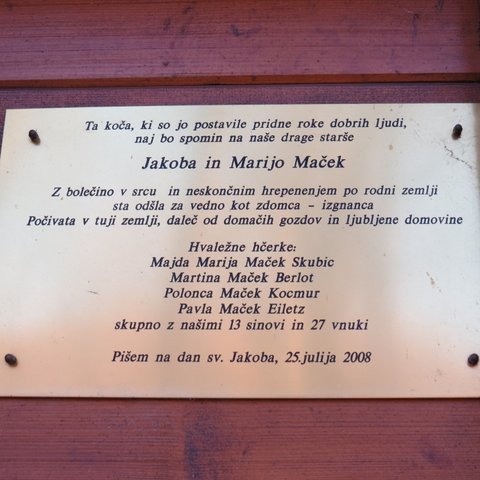 Ta koča, ki so jo postavile pridne roke dobrih ljudi,
naj bo spomin na naše drage starše
Jakoba in Marijo Maček
Z bolečino v srcu in neskončnim hrepenenjem po rodni zemlji
sta odšla za vedno kot zdomca - izgnanca
Počivata v tuji zemlji, daleč od domačih gozdov in ljubljene domovine
Hvaležne hčerke:
Majda Marija Maček Skubic
Martina Maček Berlot
Polonca Maček Kocmur
Pavla Maček Eiletz
skupno z našimi 13 sinovi in 27 vnuki
Pišem na dan sv. Jakoba, 25.julija 2008